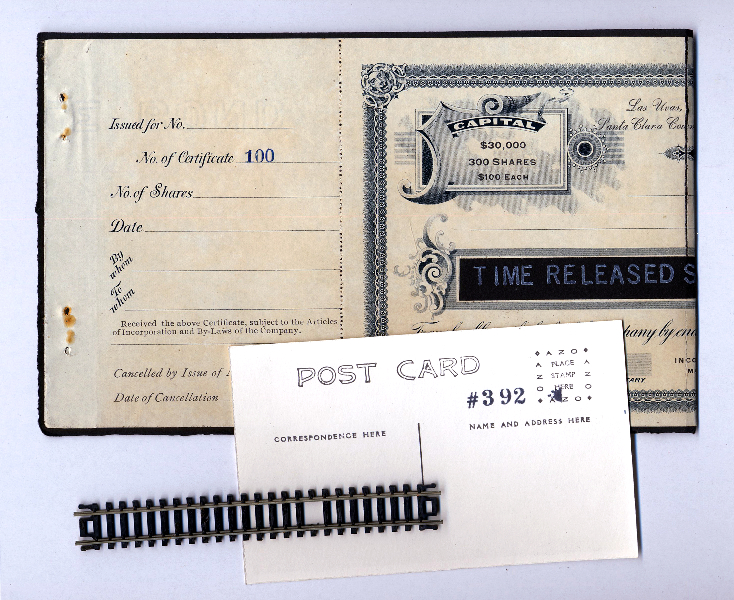 Issued for No.
No. of Certificate 100
No. of Shares
Date
By whom
To whom
Received the above Certificate, subject to the Articles
of Incorporation and By-Laws of the Company.
Cancelled by Issue of
Date of Cancellation
CAPITAL
$30,000
300 SHARES
$100 EACH
Las Uvas,
Santa Clara
TIME RELEASED S
POST CARD
#392
AZO
PLACE
STAMP
HERE
AZO
CORRESPONDENCE HERE
NAME AND ADDRESS HERE